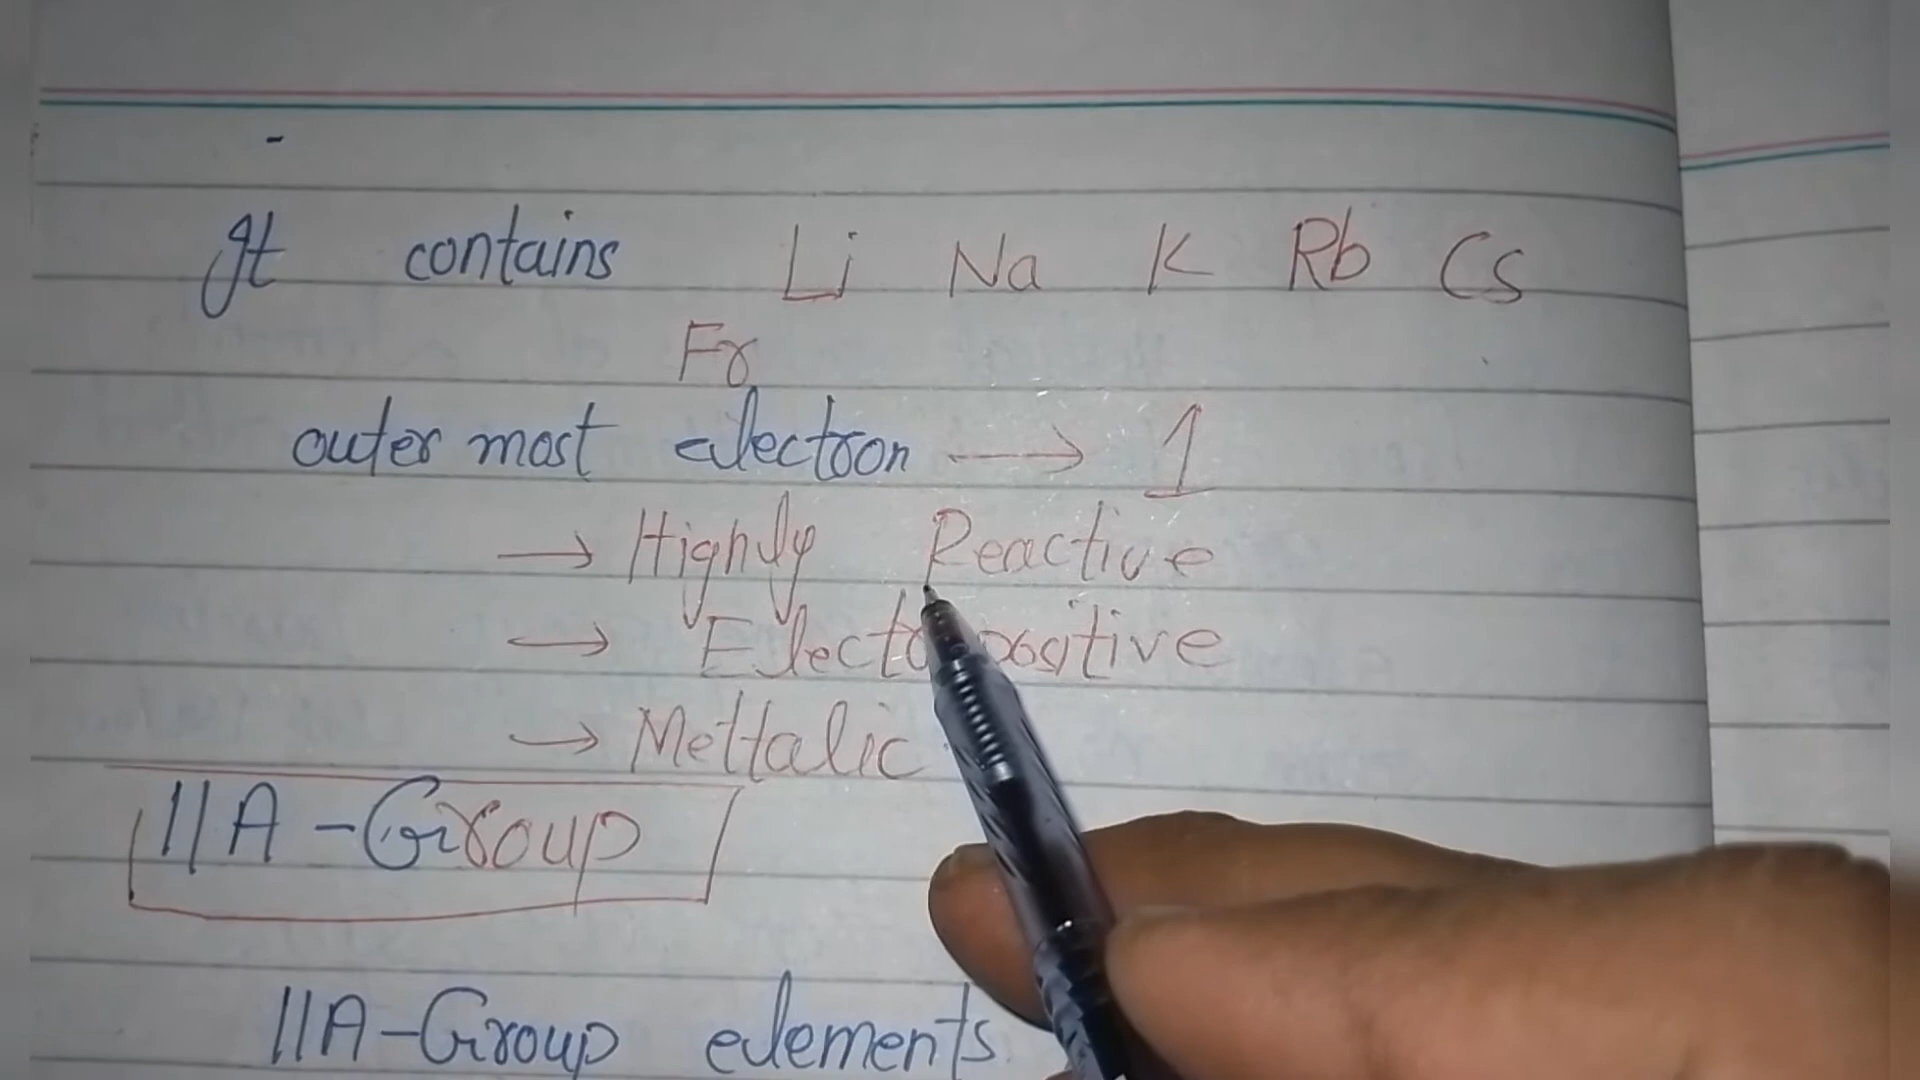 It contains Li Na K Rb Cs
Fr
outer most electron → 1
→ Highly Reactive
→ Electropositive
→ Mettalic
IIA-Group
IIA-Group elements